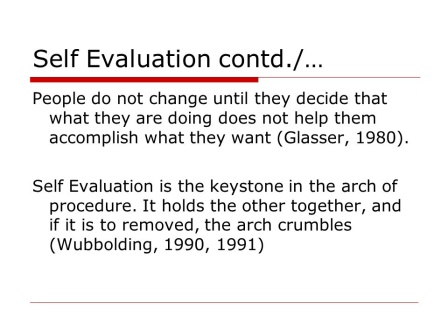 Self Evaluation contd./…
People do not change until they decide that
what they are doing does not help them
accomplish what they want (Glasser, 1980).
Self Evaluation is the keystone in the arch of
procedure. It holds the other together, and
if it is to removed, the arch crumbles
(Wubbolding, 1990, 1991)